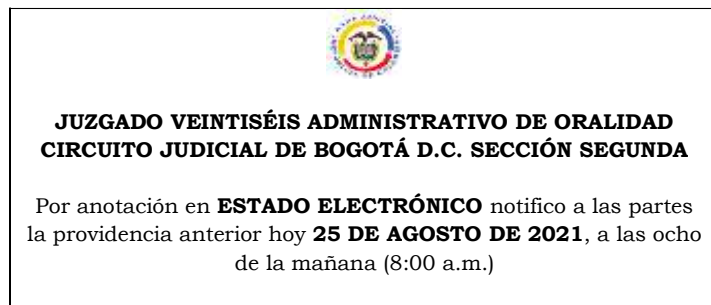 JUZGADO VEINTISÉIS ADMINISTRATIVO DE ORALIDAD
CIRCUITO JUDICIAL DE BOGOTÁ D.C. SECCIÓN SEGUNDA
Por anotación en ESTADO ELECTRÓNICO notifico a las partes
la providencia anterior hoy 25 DE AGOSTO DE 2021, a las ocho
de la mañana (8:00 a.m.)